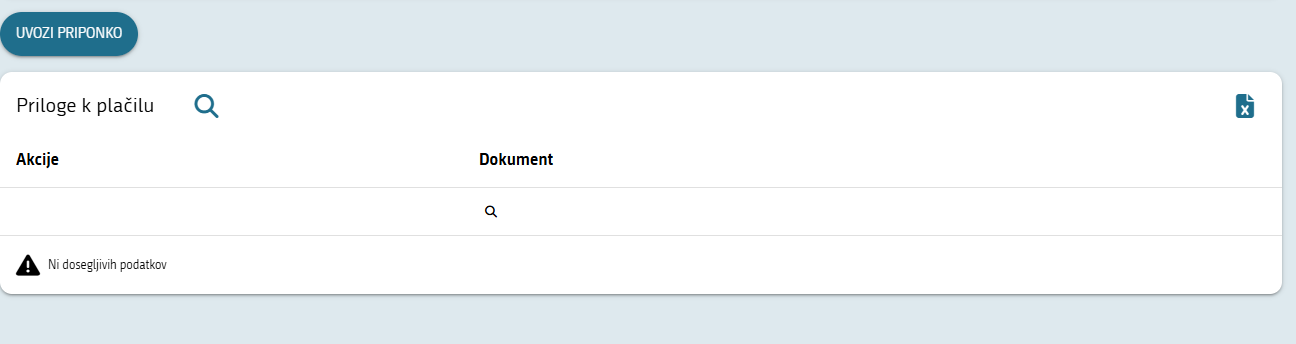 UVOZI PRIPONKO
Priloge k plačilu
Akcije Dokument
Ni dosegljivih podatkov